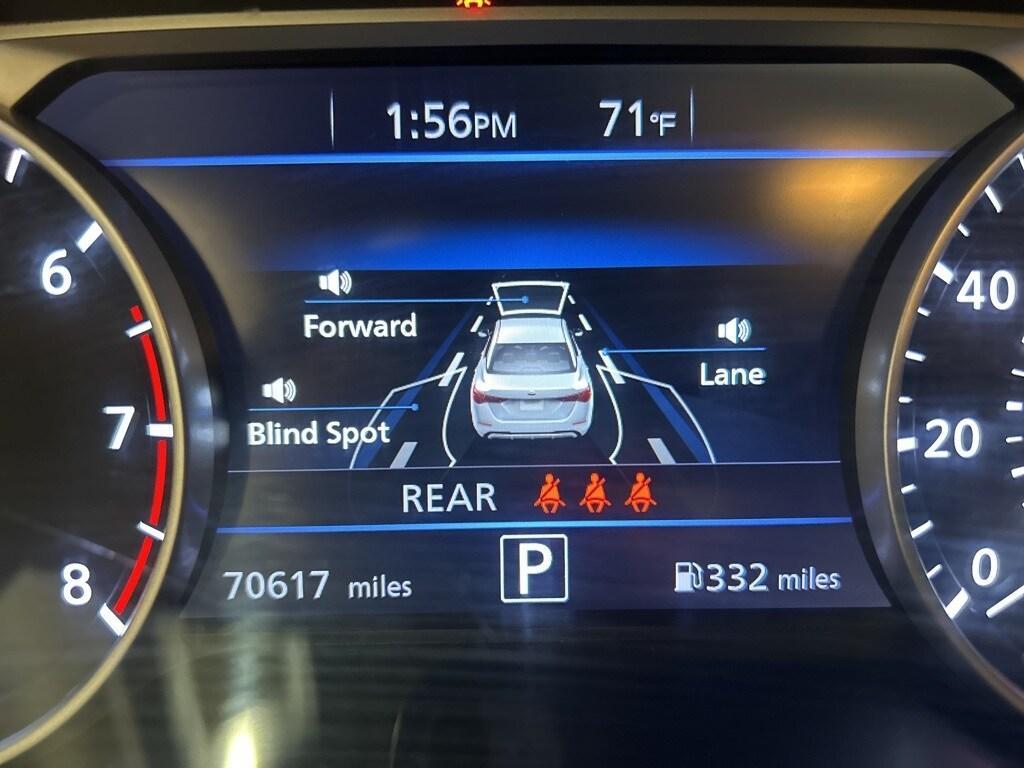 1:56PM 71°F
6
7
8
Forward
Blind Spot
Lane
REAR
70617 miles P 332 miles
40
20
0